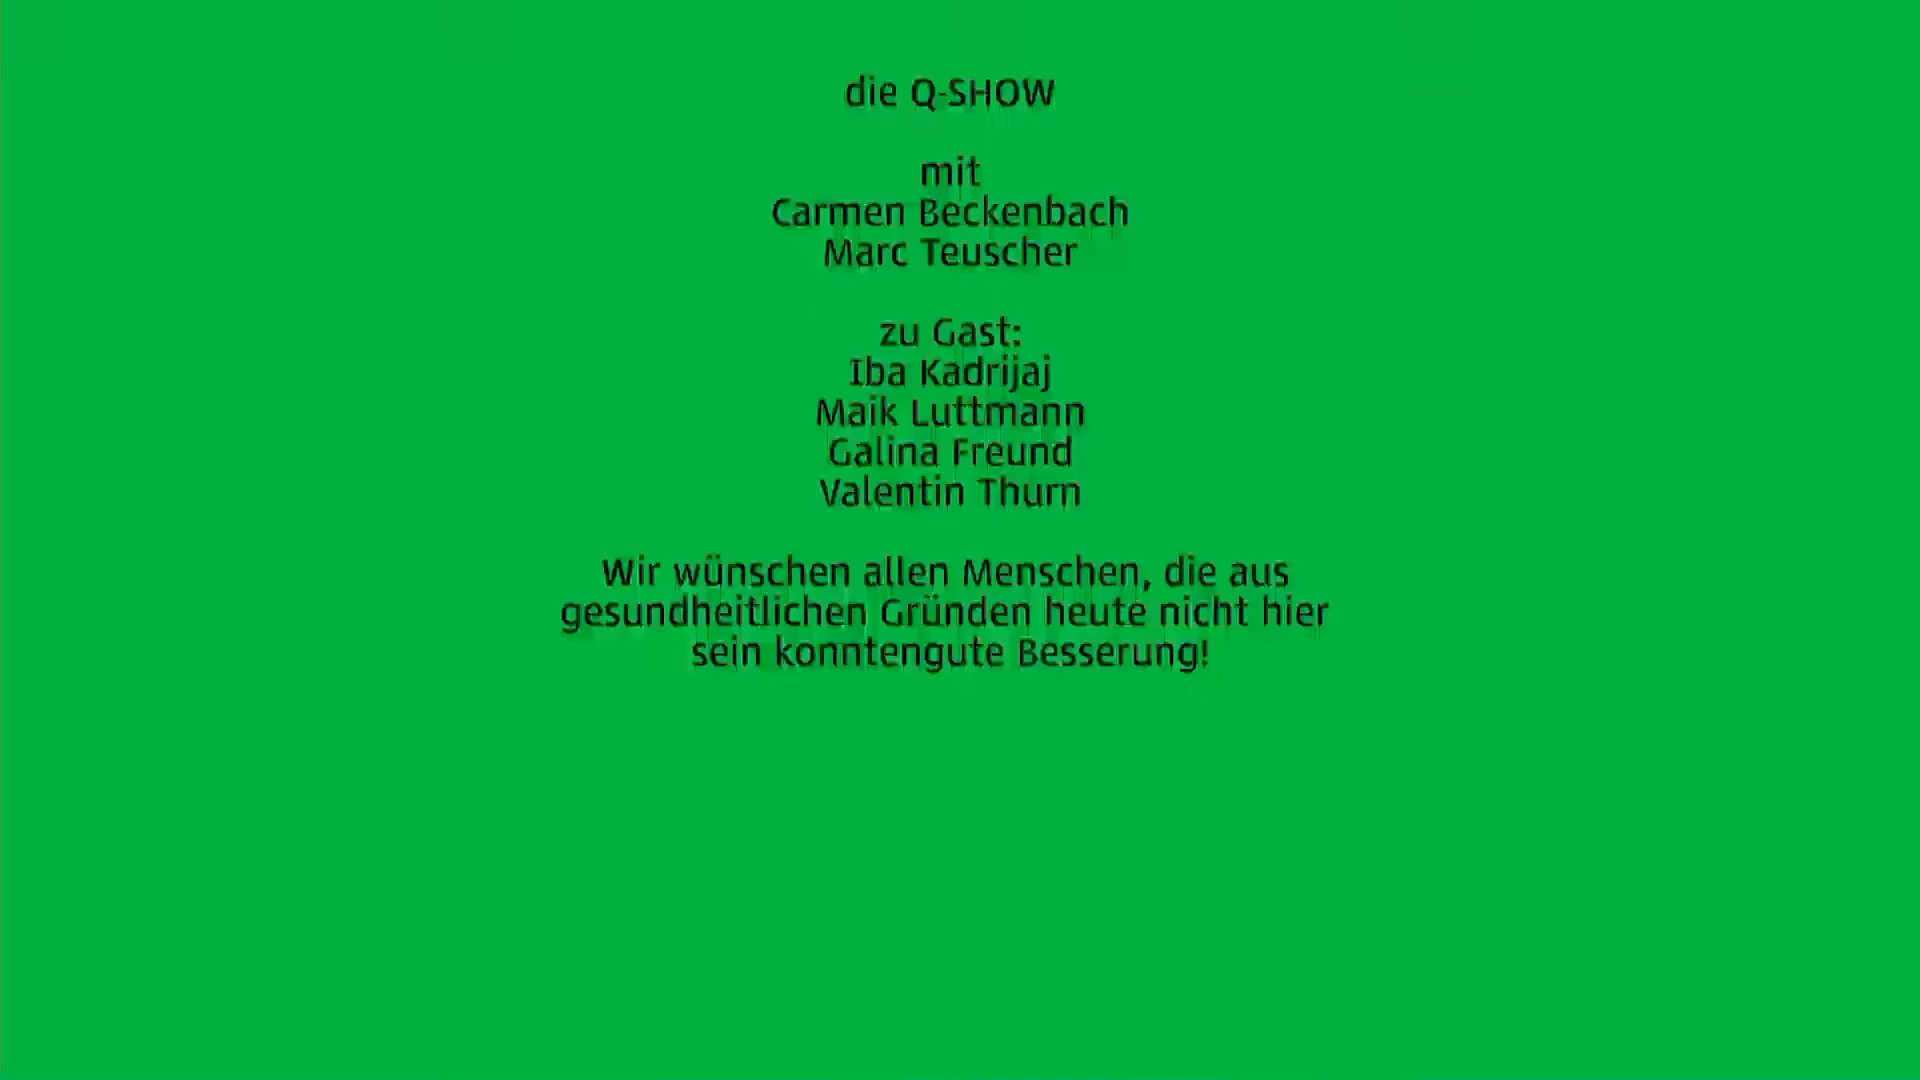 die Q-SHOW
mit
Carmen Beckenbach
Marc Teuscher
zu Gast:
Iba Kadrijaj
Maik Luttmann
Galina Freund
Valentin Thurn
Wir wünschen allen Menschen, die aus
gesundheitlichen Gründen heute nicht hier
sein konntengute Besserung!